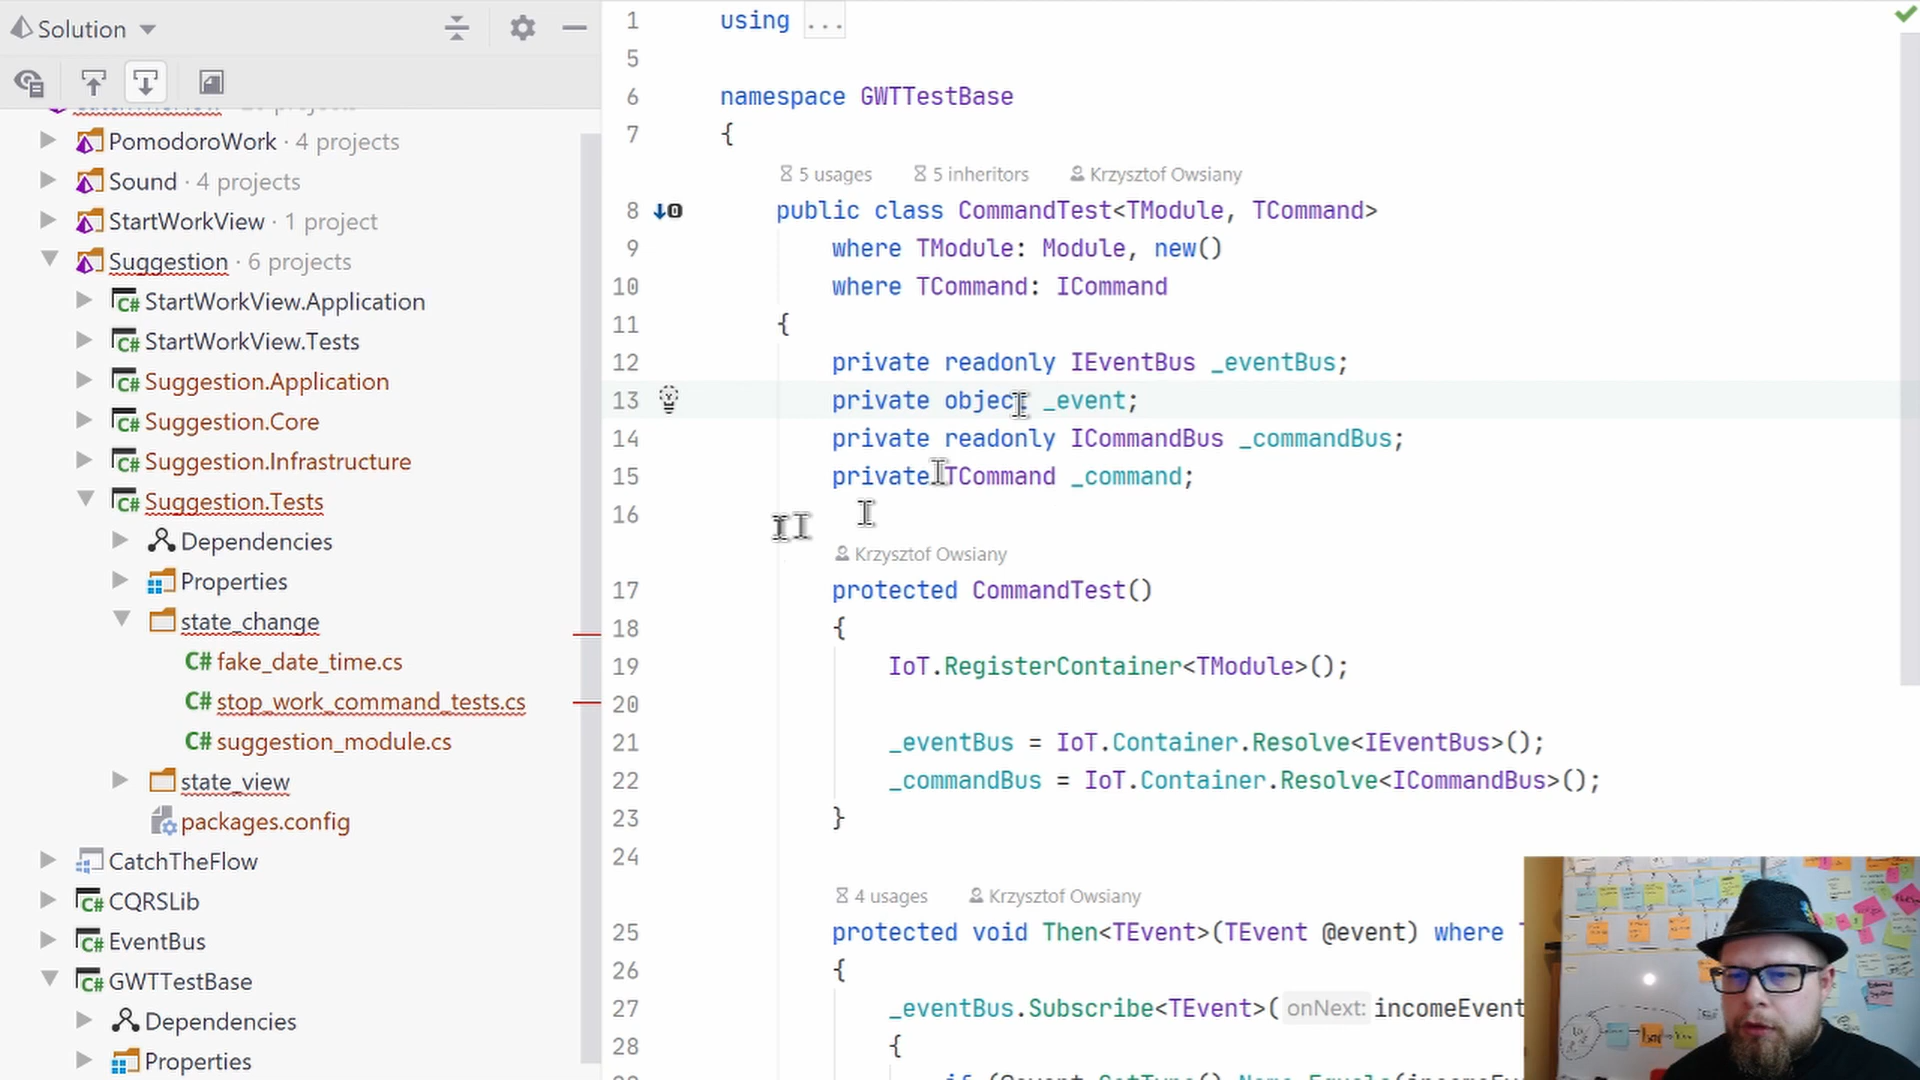 Solution
PomodoroWork · 4 projects
Sound · 4 projects
StartWorkView · 1 project
Suggestion · 6 projects
C# StartWorkView.Application
C# StartWorkView.Tests
C# Suggestion.Application
C# Suggestion.Core
C# Suggestion.Infrastructure
C# Suggestion.Tests
Dependencies
Properties
state_change
C# fake_date_time.cs
C# stop_work_command_tests.cs
C# suggestion_module.cs
state_view
packages.config
CatchTheFlow
C# CQRSLib
C# EventBus
C# GWTTestBase
Dependencies
Properties
1 using ...
5
6 namespace GWTTestBase
7 {
5 usages 5 inheritors Krzysztof Owsiany
8 public class CommandTest<TModule, TCommand>
9 where TModule: Module, new()
10 where TCommand: ICommand
11 {
12 private readonly IEventBus _eventBus;
13 private object _event;
14 private readonly ICommandBus _commandBus;
15 private TCommand _command;
16
Krzysztof Owsiany
17 protected CommandTest()
18 {
19 IoT.RegisterContainer<TModule>();
20
21 _eventBus = IoT.Container.Resolve<IEventBus>();
22 _commandBus = IoT.Container.Resolve<ICommandBus>();
23 }
24
4 usages Krzysztof Owsiany
25 protected void Then<TEvent>(TEvent @event) where
26 {
27 _eventBus.Subscribe<TEvent>( onNext: incomeEvent
28 {